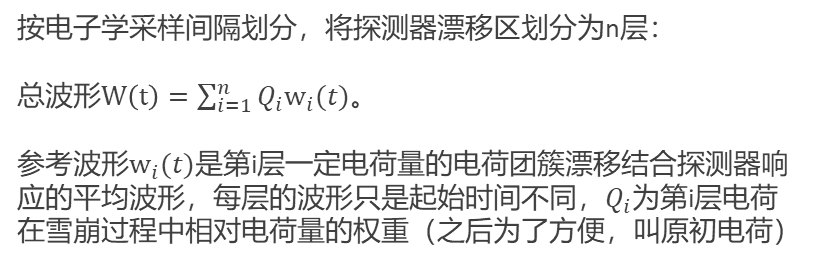 按电子学采样间隔划分，将探测器漂移区划分为n层：
总波形W(t) = ∑ⁿᵢ₌₁ Qᵢwᵢ(t)。
参考波形wᵢ(t)是第i层一定电荷量的电荷团簇漂移结合探测器响
应的平均波形，每层的波形只是起始时间不同，Qᵢ为第i层电荷
在雪崩过程中相对电荷量的权重（之后为了方便，叫原初电荷）